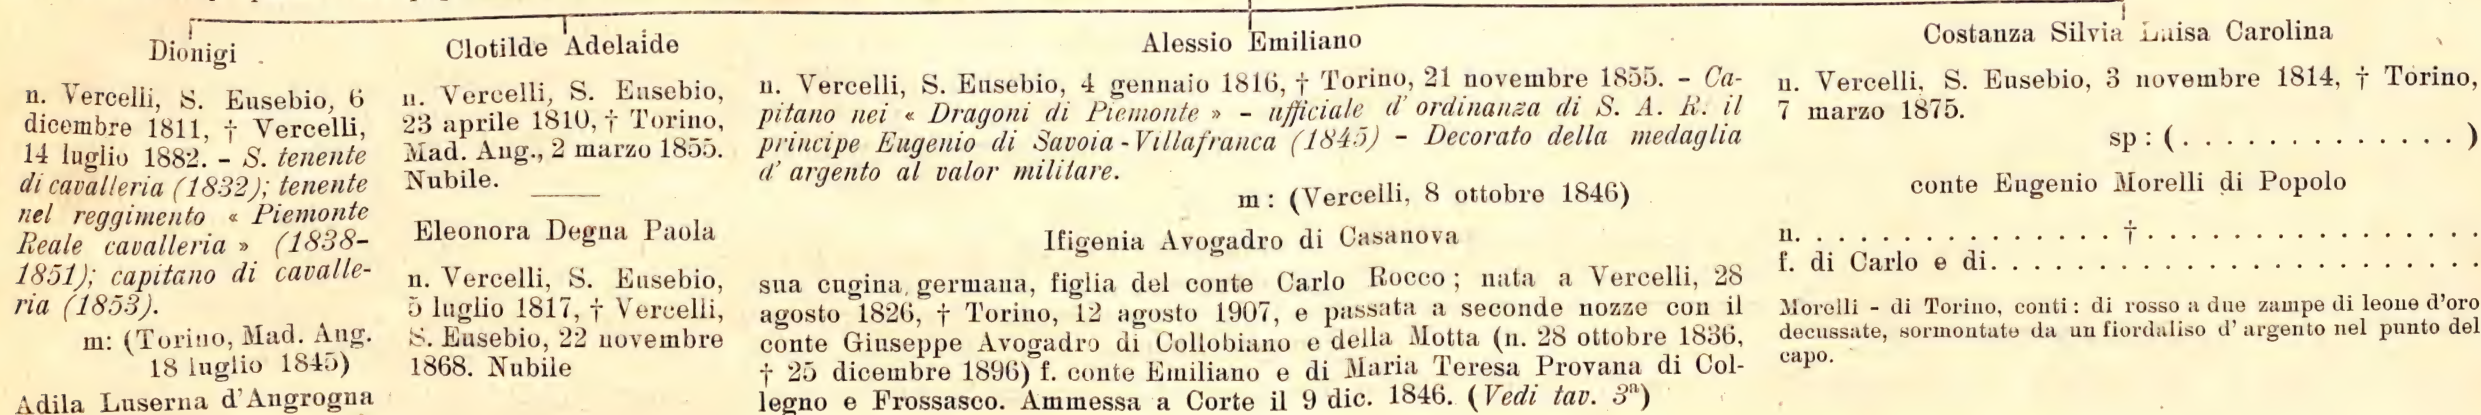 Dionigi
n. Vercelli, S. Eusebio, 6
dicembre 1811, † Vercelli,
14 luglio 1882. - S. tenente
di cavalleria (1832); tenente
nel reggimento « Piemonte
Reale cavalleria » (1838-
1851); capitano di cavalle-
ria (1853).
m: (Torino, Mad. Ang.
18 luglio 1845)
Adila Luserna d'Angrogna
Clotilde Adelaide
n. Vercelli, S. Eusebio,
23 aprile 1810, † Torino,
Mad. Ang., 2 marzo 1855.
Nubile.
Eleonora Degna Paola
n. Vercelli, S. Eusebio,
5 luglio 1817, † Vercelli,
S. Eusebio, 22 novembre
1868. Nubile
Alessio Emiliano
n. Vercelli, S. Eusebio, 4 gennaio 1816, † Torino, 21 novembre 1855. - Ca-
pitano nei « Dragoni di Piemonte » - ufficiale d' ordinanza di S. A. R. il
principe Eugenio di Savoia-Villafranca (1845) - Decorato della medaglia
d' argento al valor militare.
m: (Vercelli, 8 ottobre 1846)
Ifigenia Avogadro di Casanova
sua cugina germana, figlia del conte Carlo Rocco; nata a Vercelli, 28
agosto 1826, † Torino, 12 agosto 1907, e passata a seconde nozze con il
conte Giuseppe Avogadro di Collobiano e della Motta (n. 28 ottobre 1836,
† 25 dicembre 1896) f. conte Emiliano e di Maria Teresa Provana di Col-
legno e Frossasco. Ammessa a Corte il 9 dic. 1846. (Vedi tav. 3ª)
Costanza Silvia Luisa Carolina
n. Vercelli, S. Eusebio, 3 novembre 1814, † Torino,
7 marzo 1875.
sp: (. . . . . . . . . . . . . )
conte Eugenio Morelli di Popolo
n. . . . . . . . . . . . . . . . † . . . . . . . . . . . . . . . .
f. di Carlo e di. . . . . . . . . . . . . . . . . . . . . . .
Morelli - di Torino, conti: di rosso a due zampe di leone d'oro
decussate, sormontate da un fiordaliso d' argento nel punto del
capo.